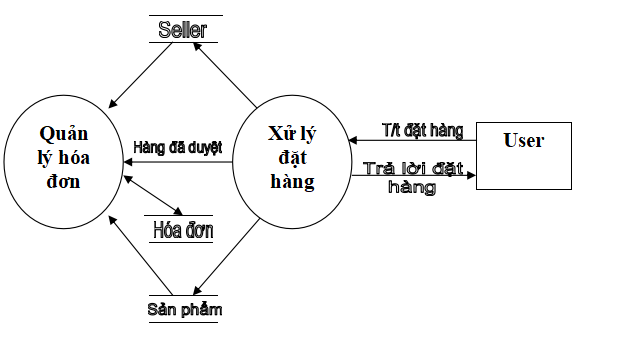 Seller
Quản
lý hóa
đơn
Hàng đã duyệt
Xử lý
đặt
hàng
T/t đặt hàng
User
Trả lời đặt
hàng
Hóa đơn
Sản phẩm